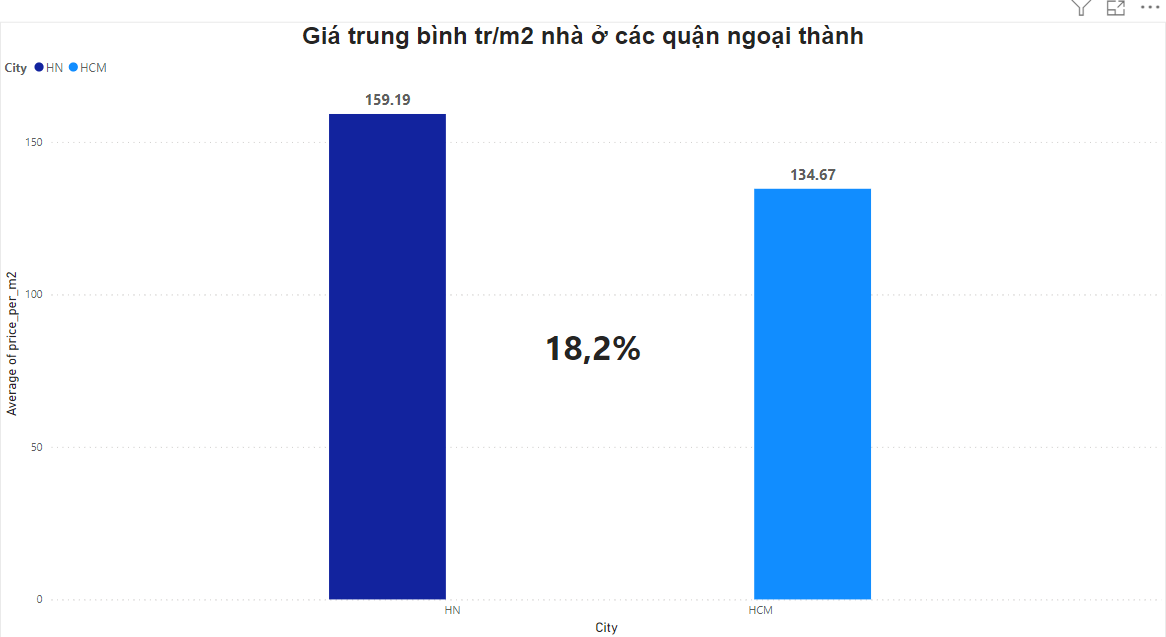 Giá trung bình tr/m2 nhà ở các quận ngoại thành
City HN HCM
159.19
134.67
150
100
50
0
18,2%
Average of price_per_m2
HN
HCM
City